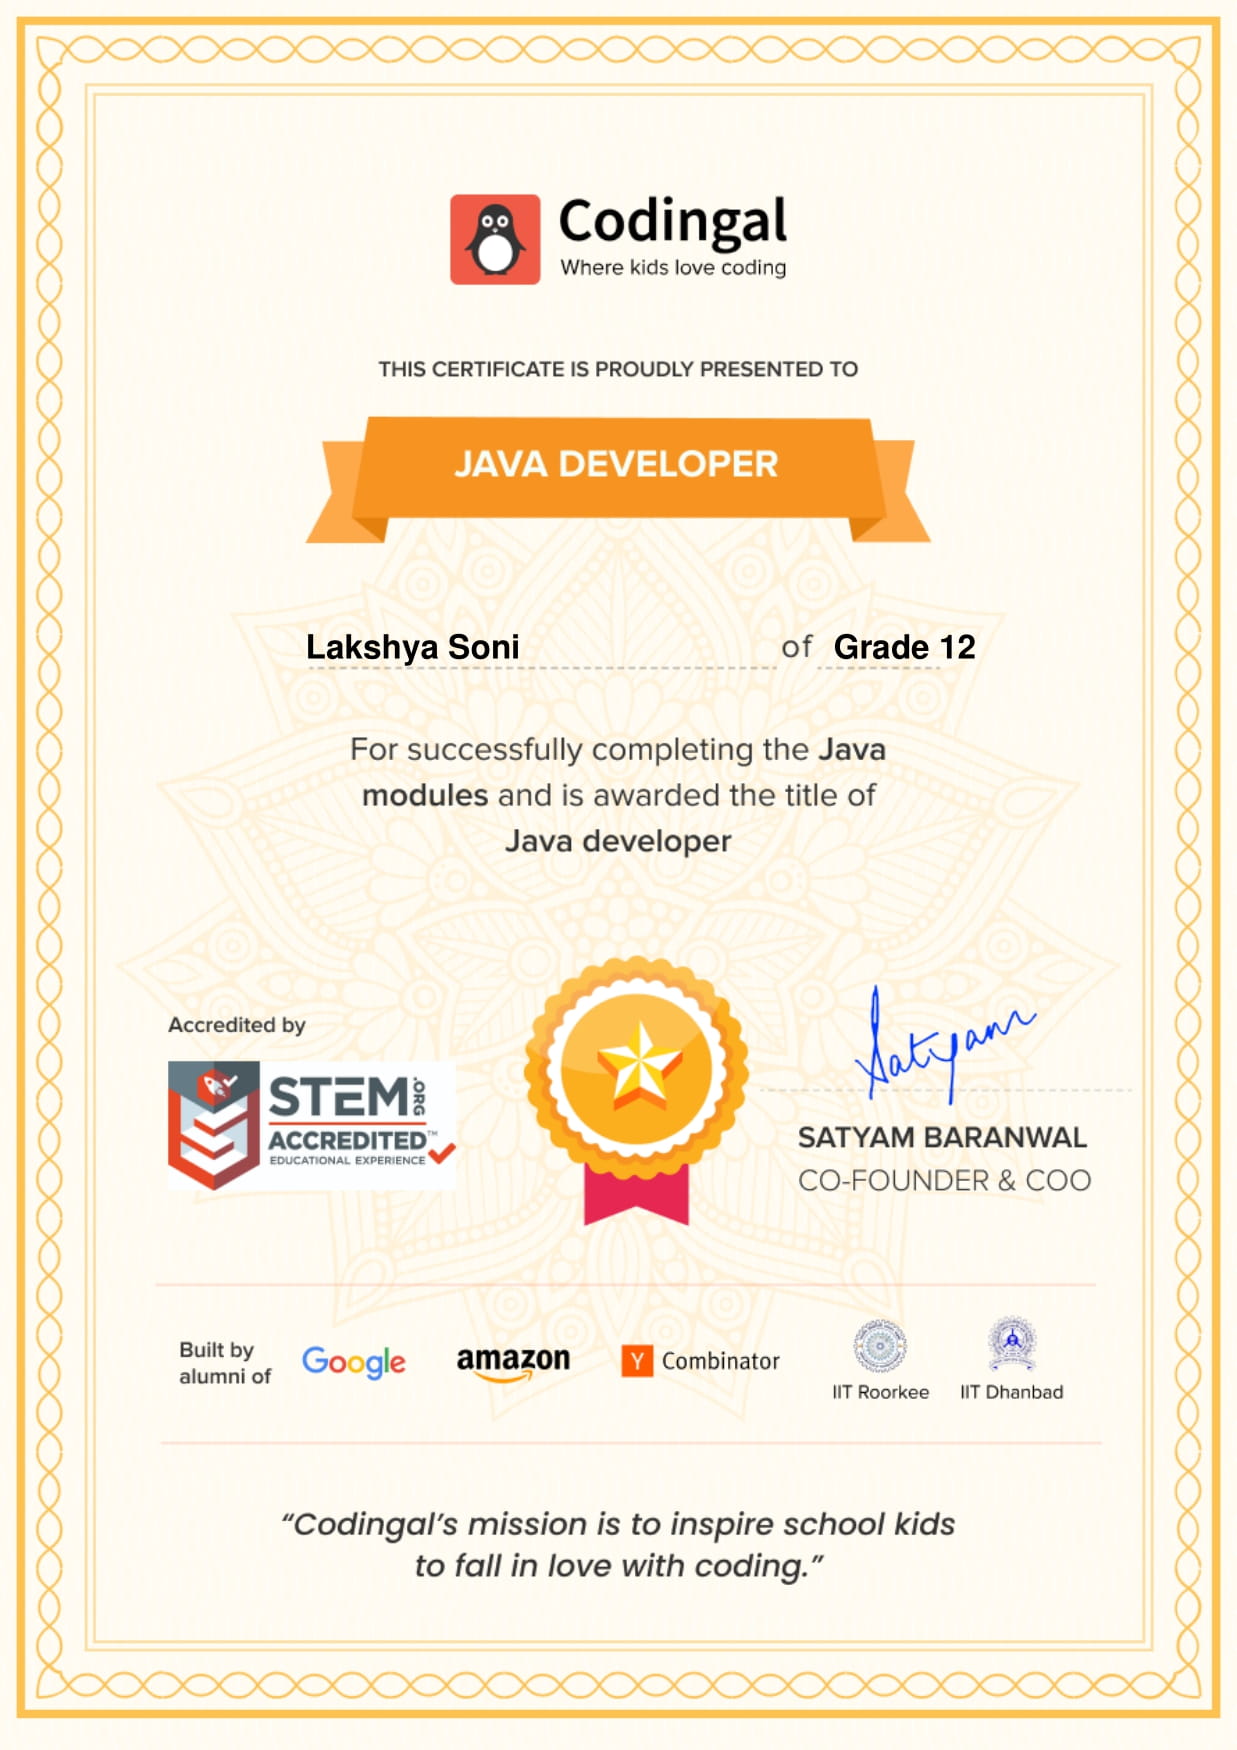 Codingal
Where kids love coding
THIS CERTIFICATE IS PROUDLY PRESENTED TO
JAVA DEVELOPER
Lakshya Soni of Grade 12
For successfully completing the Java
modules and is awarded the title of
Java developer
Accredited by
STEM.ORG
ACCREDITED™
EDUCATIONAL EXPERIENCE
Satyam
SATYAM BARANWAL
CO-FOUNDER & COO
Built by
alumni of
Google
amazon
Y Combinator
IIT Roorkee
IIT Dhanbad
“Codingal’s mission is to inspire school kids
to fall in love with coding.”